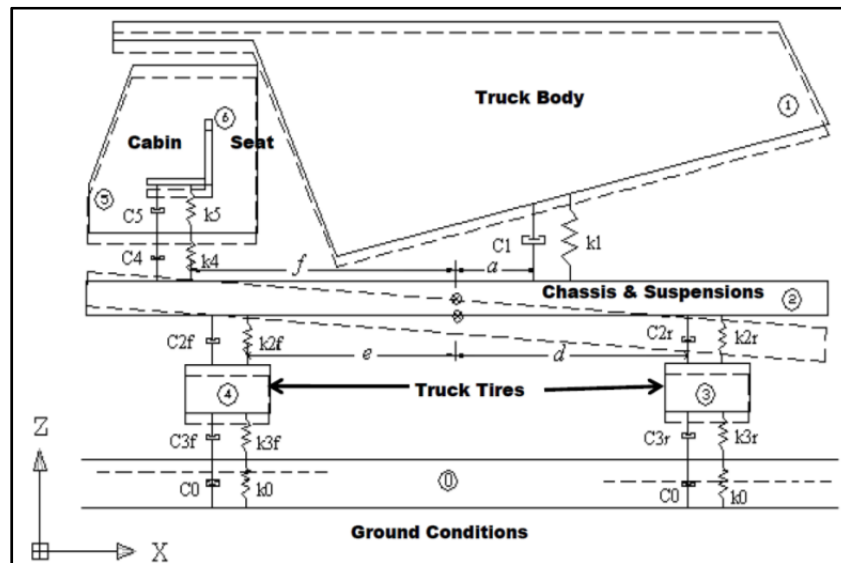 Truck Body
①
⑥
Cabin
Seat
⑤
C5
k5
C1
k1
C4
k4
f
a
Chassis & Suspensions
②
C2f
k2f
C2r
k2r
e
d
④
Truck Tires
③
C3f
k3f
C3r
k3r
Z
C0
k0
⓪
C0
k0
Ground Conditions
X